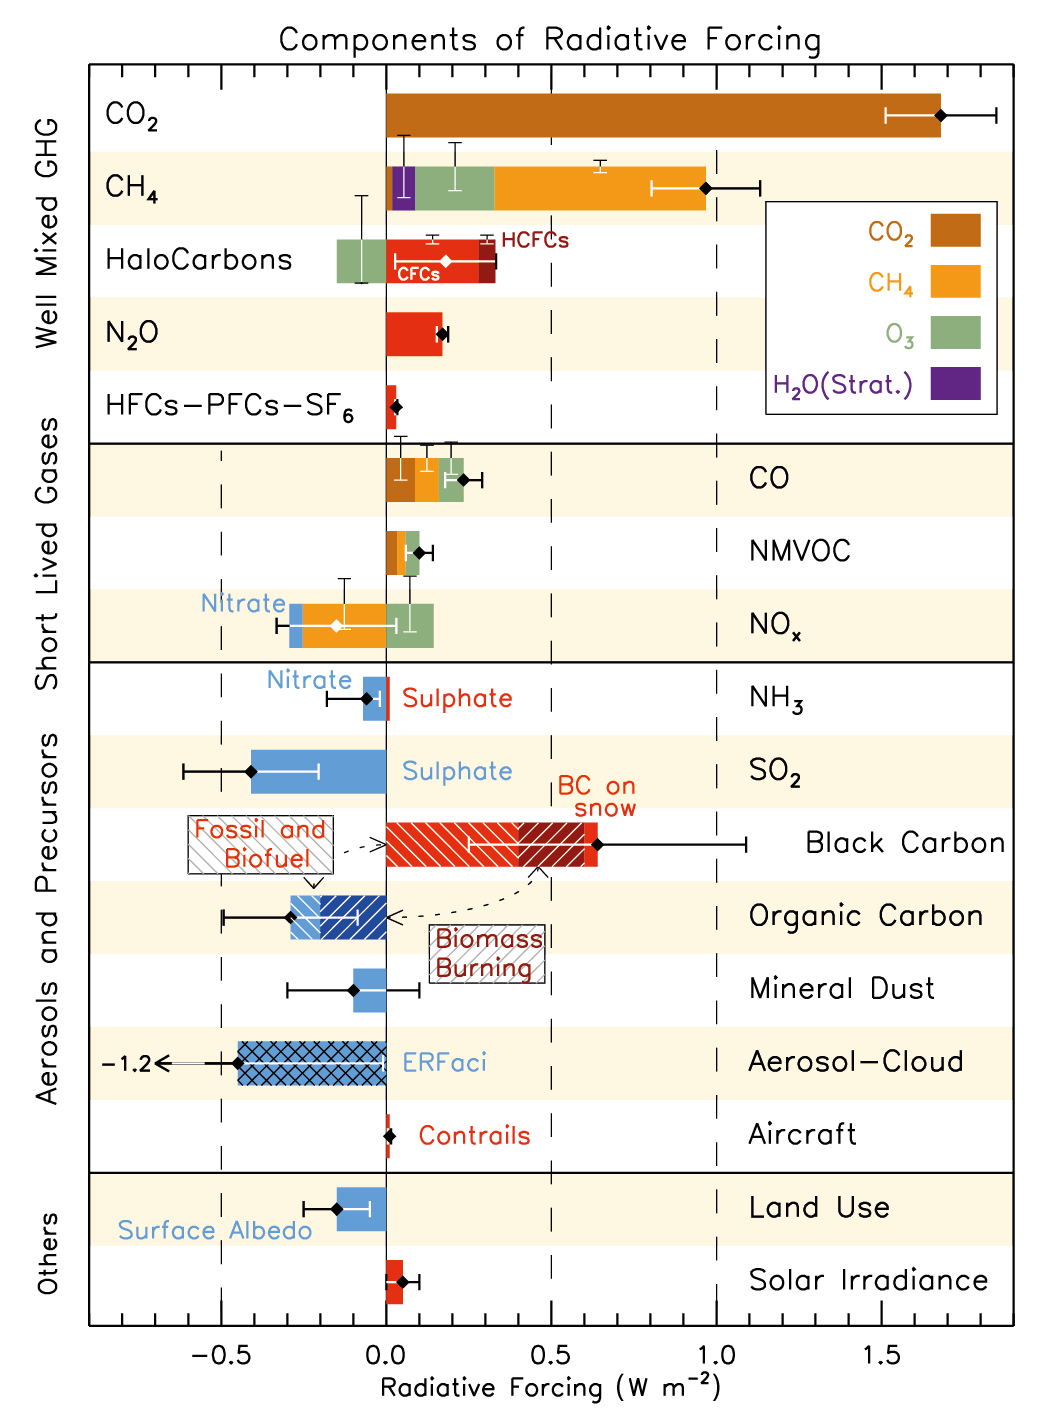 Components of Radiative Forcing
Well Mixed GHG
CO₂
CH₄
HaloCarbons
HCFCs
CFCs
N₂O
HFCs-PFCs-SF₆
CO₂
CH₄
O₃
H₂O(Strat.)
Short Lived Gases
CO
NMVOC
Nitrate
NOₓ
Aerosols and Precursors
Nitrate
Sulphate
NH₃
Sulphate
SO₂
BC on
snow
Fossil and
Biofuel
Black Carbon
Organic Carbon
Biomass
Burning
Mineral Dust
-1.2
ERFaci
Aerosol-Cloud
Contrails
Aircraft
Others
Land Use
Surface Albedo
Solar Irradiance
-0.5 0.0 0.5 1.0 1.5
Radiative Forcing (W m⁻²)